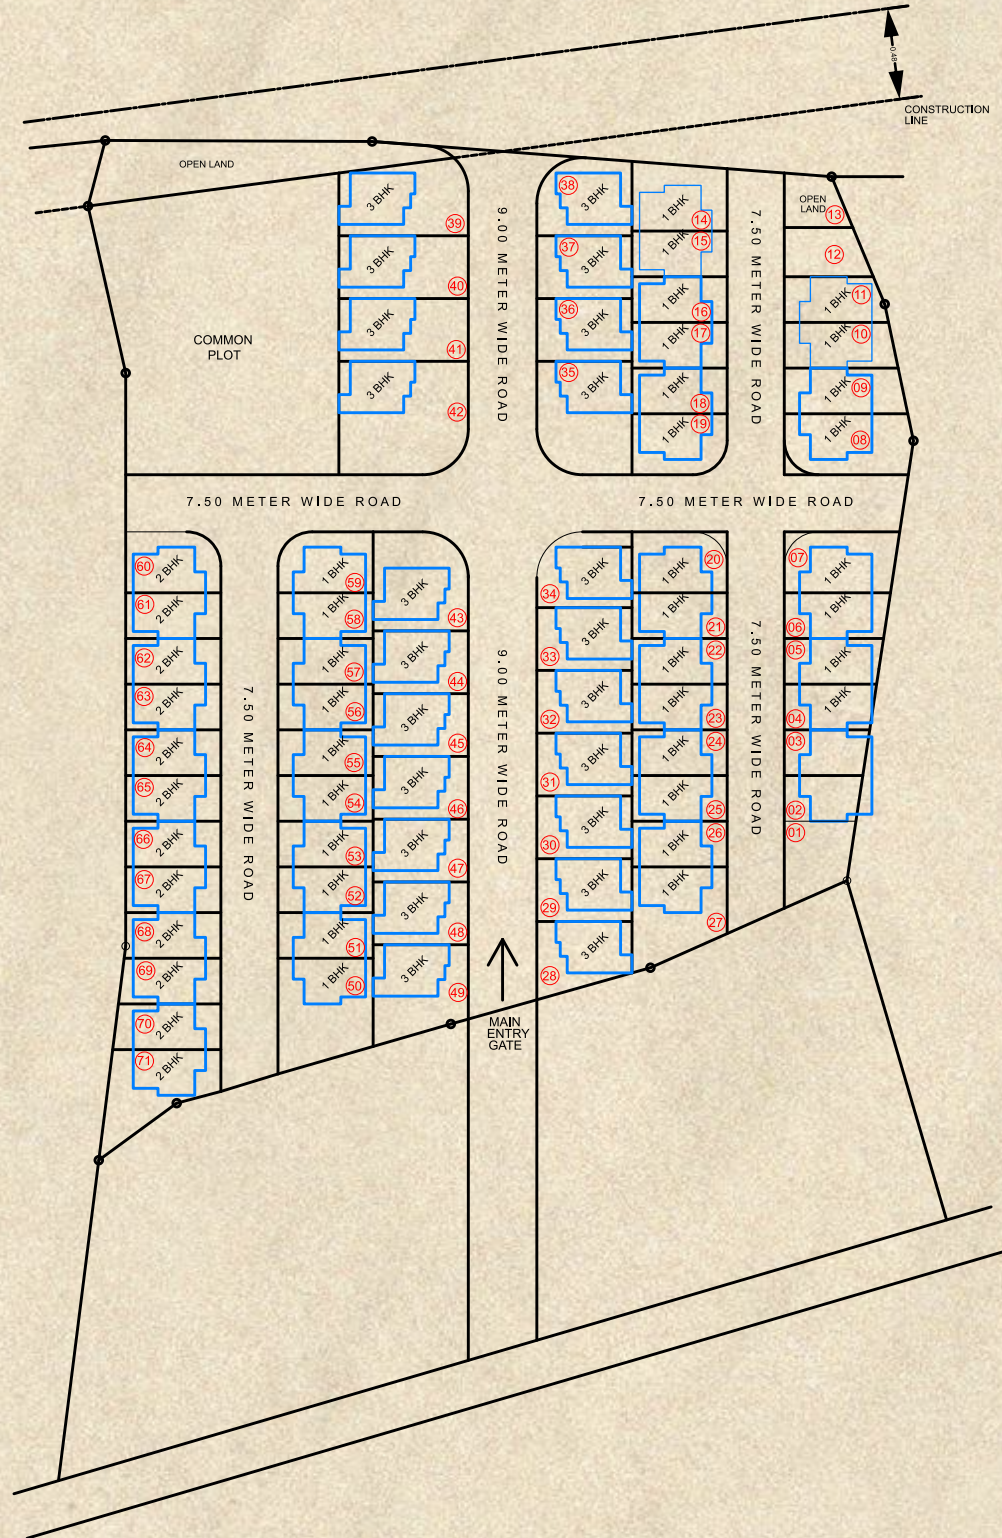 0.48
CONSTRUCTION
LINE
OPEN LAND
3 BHK
39
3 BHK
40
3 BHK
41
3 BHK
42
COMMON
PLOT
9.00 METER WIDE ROAD
38
3 BHK
37
3 BHK
36
3 BHK
35
3 BHK
1 BHK
14
1 BHK
15
1 BHK
16
1 BHK
17
1 BHK
18
1 BHK
19
7.50 METER WIDE ROAD
OPEN
LAND
13
12
1 BHK
11
1 BHK
10
1 BHK
09
1 BHK
08
7.50 METER WIDE ROAD
7.50 METER WIDE ROAD
60
2 BHK
61
2 BHK
62
2 BHK
63
2 BHK
64
2 BHK
65
2 BHK
66
2 BHK
67
2 BHK
68
2 BHK
69
2 BHK
70
2 BHK
71
2 BHK
7.50 METER WIDE ROAD
1 BHK
59
1 BHK
58
1 BHK
57
1 BHK
56
1 BHK
55
1 BHK
54
1 BHK
53
1 BHK
52
1 BHK
51
1 BHK
50
3 BHK
43
3 BHK
44
3 BHK
45
3 BHK
46
3 BHK
47
3 BHK
48
3 BHK
49
9.00 METER WIDE ROAD
MAIN
ENTRY
GATE
3 BHK
34
3 BHK
33
3 BHK
32
3 BHK
31
3 BHK
30
3 BHK
29
3 BHK
28
1 BHK
20
1 BHK
21
1 BHK
22
1 BHK
23
1 BHK
24
1 BHK
25
1 BHK
26
1 BHK
27
7.50 METER WIDE ROAD
07
1 BHK
1 BHK
06
05
1 BHK
1 BHK
04
03
02
01